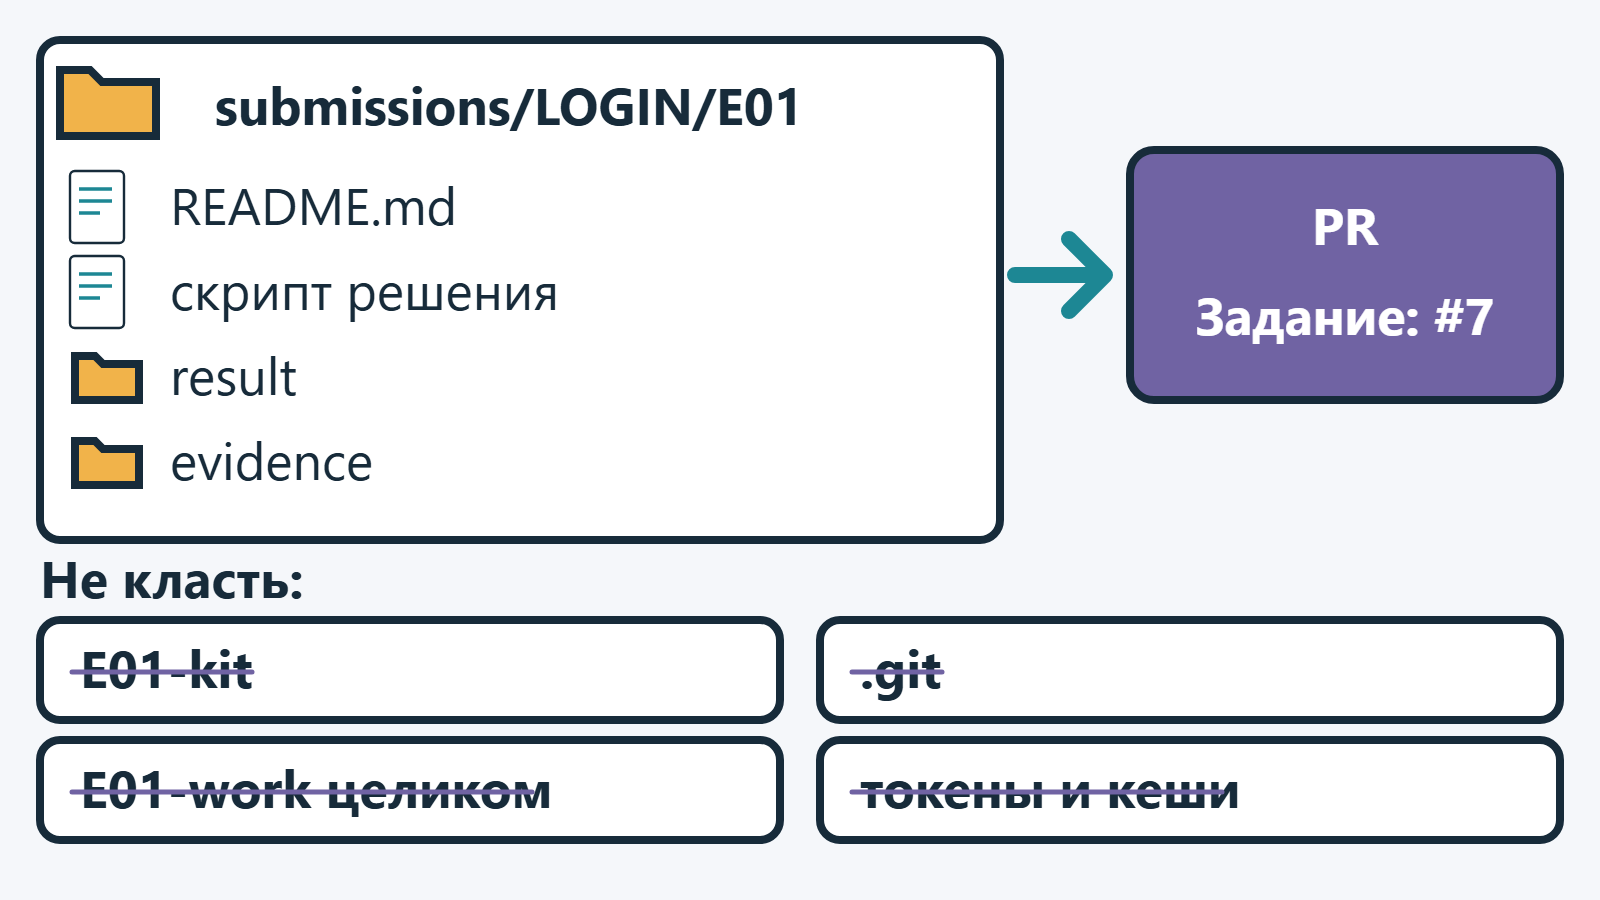 submissions/LOGIN/E01
README.md
скрипт решения
result
evidence
PR
Задание: #7
Не класть:
E01-kit
.git
E01-work целиком
токены и кеши